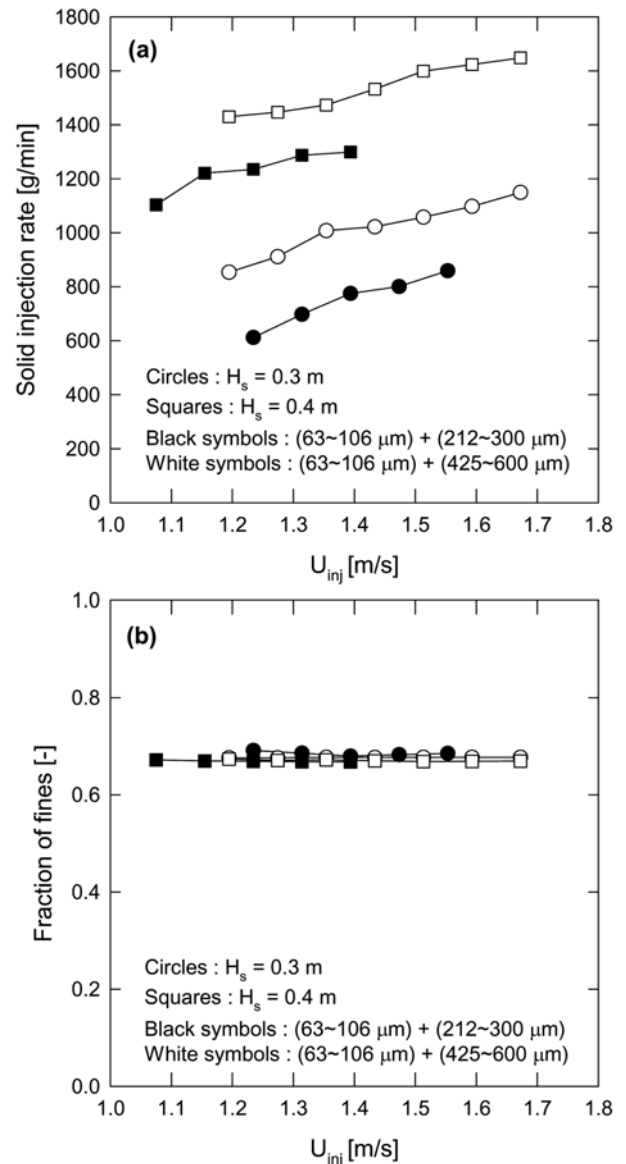 (a)
Solid injection rate [g/min]
1800
1600
1400
1200
1000
800
600
400
200
0
Circles : Hs = 0.3 m
Squares : Hs = 0.4 m
Black symbols : (63~106 μm) + (212~300 μm)
White symbols : (63~106 μm) + (425~600 μm)
1.0 1.1 1.2 1.3 1.4 1.5 1.6 1.7 1.8
Uinj [m/s]
(b)
Fraction of fines [-]
1.0
0.8
0.6
0.4
0.2
0.0
Circles : Hs = 0.3 m
Squares : Hs = 0.4 m
Black symbols : (63~106 μm) + (212~300 μm)
White symbols : (63~106 μm) + (425~600 μm)
1.0 1.1 1.2 1.3 1.4 1.5 1.6 1.7 1.8
Uinj [m/s]